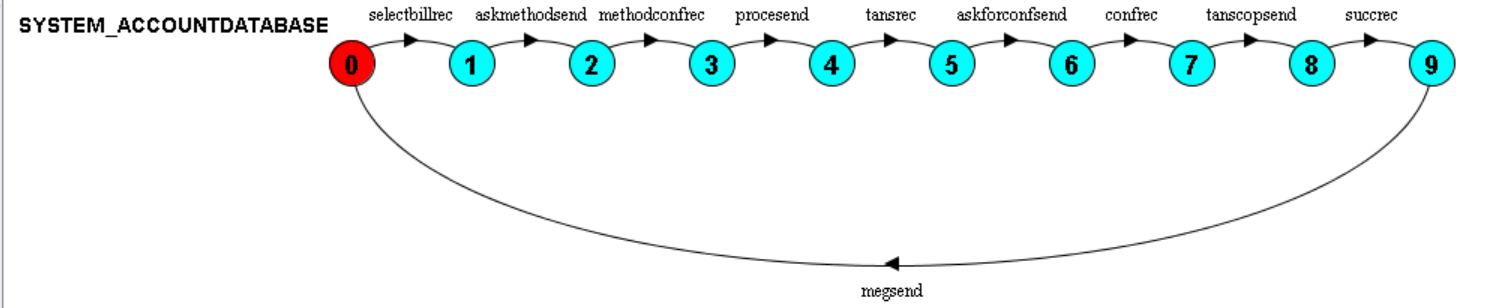 SYSTEM_ACCOUNTDATABASE
selectbillrec askmethodsend methodconfrec procesend tansrec askforconfsend confrec tanscopsend succrec
0 1 2 3 4 5 6 7 8 9
megsend